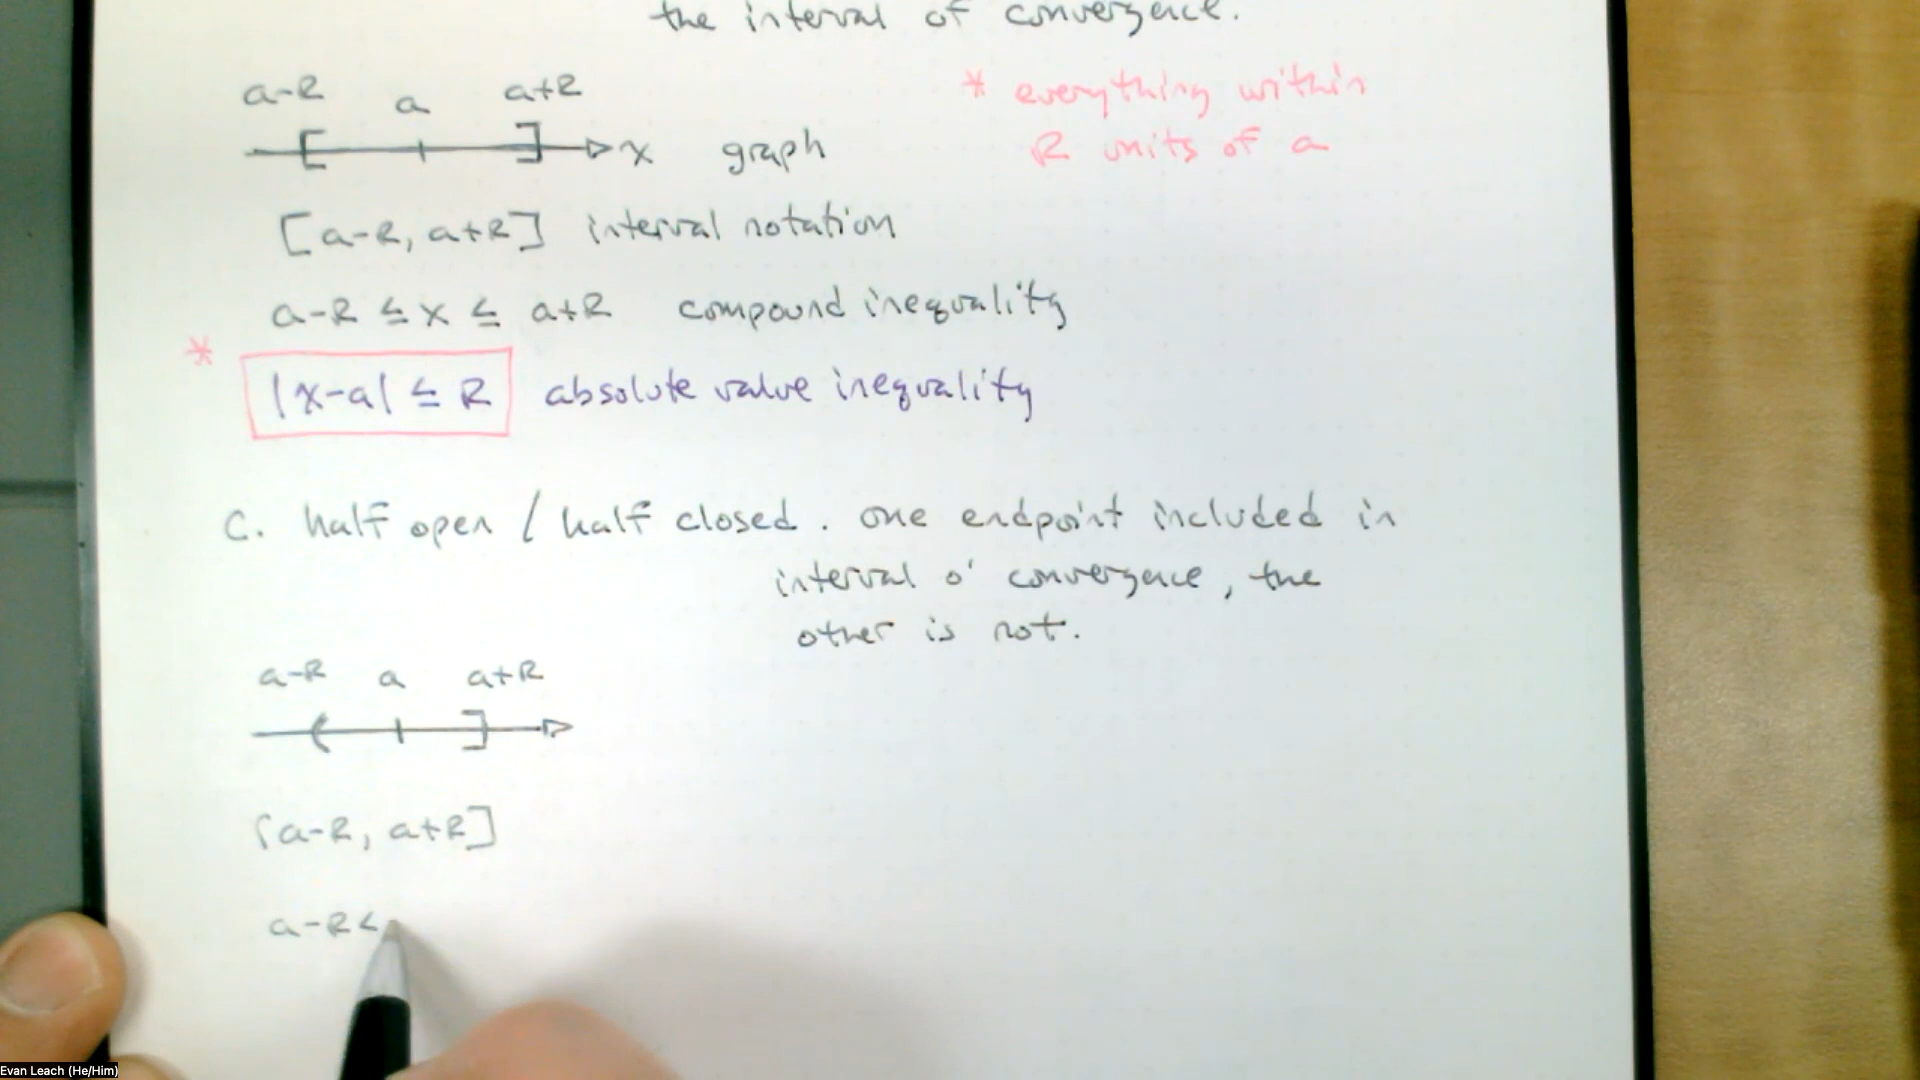 the interval of convergence.
a-R a a+R
x graph
* everything within
R units of a
[a-R, a+R] interval notation
a-R ≤ x ≤ a+R compound inequality
*
|x-a| ≤ R absolute value inequality
C. half open / half closed. one endpoint included in
interval o' convergence, the
other is not.
a-R a a+R
(a-R, a+R]
a-R <
Evan Leach (He/Him)